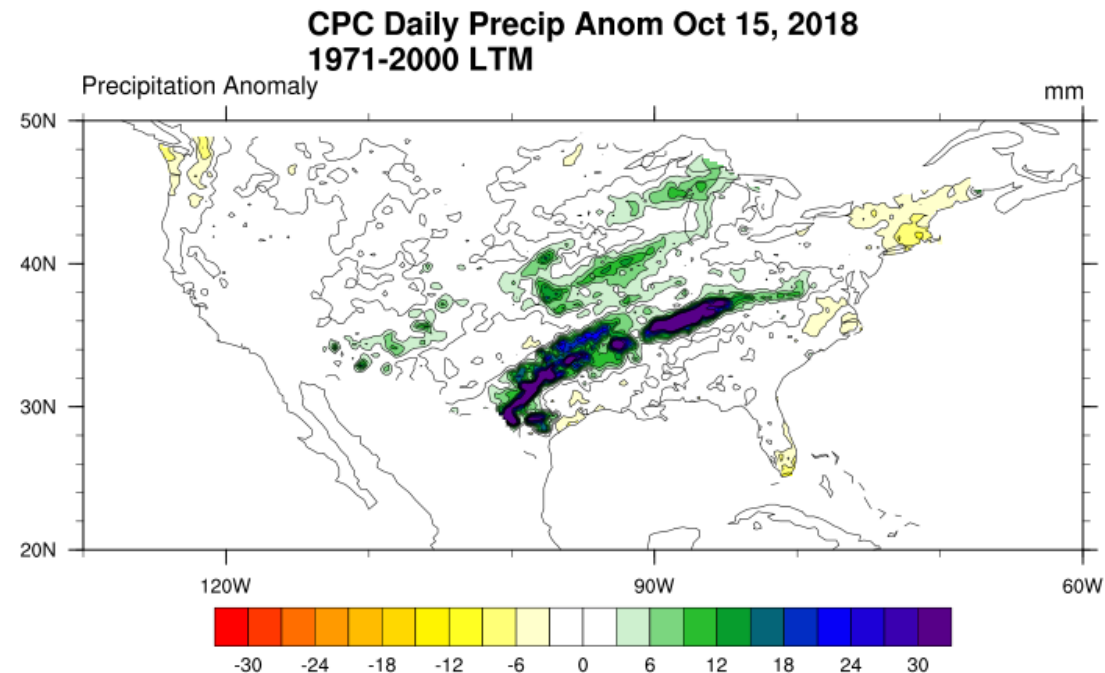 CPC Daily Precip Anom Oct 15, 2018
1971-2000 LTM
Precipitation Anomaly
mm
50N
40N
30N
20N
120W
90W
60W
-30
-24
-18
-12
-6
0
6
12
18
24
30